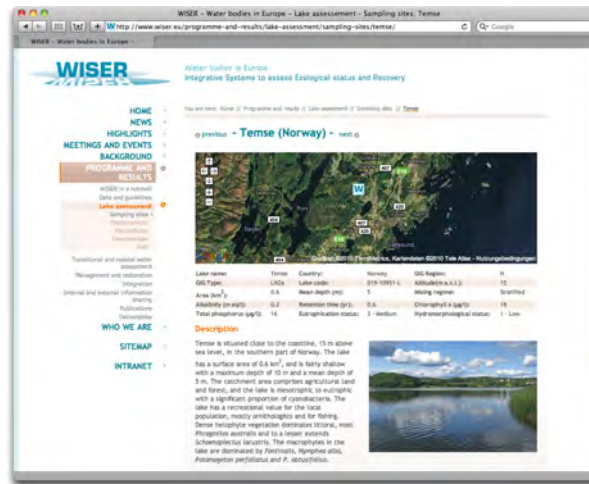 WISER – Water bodies in Europe – Lake assessement – Sampling sites: Temse
http://www.wiser.eu/programme-and-results/lake-assessment/sampling-sites/temse/
Google
WISER – Water bodies in Europe –
WISER
Water bodies in Europe
Integrative Systems to assess Ecological status and Recovery
HOME
NEWS
HIGHLIGHTS
MEETINGS AND EVENTS
BACKGROUND
PROGRAMME AND
RESULTS
WISER in a nutshell
Data and guidelines
Lake assessment
Sampling sites
Transitional and coastal water
assessment
Management and restoration
Integration
Internal and external information
sharing
Publications
Deliverables
WHO WE ARE
SITEMAP
INTRANET
You are here: Home // Programme and results // Lake assessment // Sampling sites // Temse
previous - Temse (Norway) - next
W
Lake name: Temse Country: Norway GIG Region: N
GIG Type: LN2a Lake code: 019-10951-L Altitude(m a.s.l.): 15
Area (km²): 0.6 Mean depth (m): 5 Mixing regime: Stratified
Alkalinity (m eq/l): 0.2 Retention time (yr): 0.6 Chlorophyll a (µg/l):
Total phosphorus (µg/l): 16 Eutrophication status: 3 - Medium Hydromorphological status: 1 - Low
Description
Temse is situated close to the coastline, 15 m above
sea level, in the southern part of Norway. The lake
has a surface area of 0.6 km², and is fairly shallow
with a maximum depth of 10 m and a mean depth of
5 m. The catchment area comprises agricultural land
and forest, and the lake is mesotrophic to eutrophic
with a significant proportion of cyanobacteria. The
lake has a recreational value for the local
population, mostly ornithologists and for fishing.
Dense helophyte vegetation dominates littoral, most
Phragmites australis and to a lesser extends
Schoenoplectus lacustris. The macrophytes in the
lake are dominated by Fontinalis, Nymphea alba,
Potamogeton perfoliatus and P. obtusifolius.